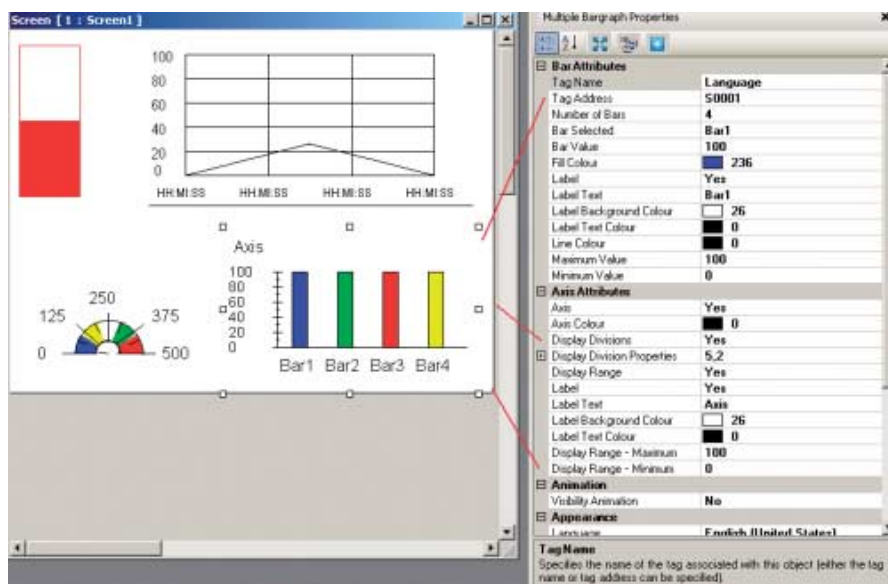 Screen [ 1 : Screen1 ]
100
80
60
40
20
0
HH:MI:SS HH:MI:SS HH:MI:SS HH:MI:SS
Axis
100
80
60
40
20
0
Bar1 Bar2 Bar3 Bar4
250
125 375
0 500
Multiple Bargraph Properties
Bar Attributes
Tag Name Language
Tag Address S0001
Number of Bars 4
Bar Selected Bar1
Bar Value 100
Fill Colour 236
Label Yes
Label Text Bar1
Label Background Colour 26
Label Text Colour 0
Line Colour 0
Maximum Value 100
Minimum Value 0
Axis Attributes
Axis Yes
Axis Colour 0
Display Divisions Yes
Display Division Properties 5,2
Display Range Yes
Label Yes
Label Text Axis
Label Background Colour 26
Label Text Colour 0
Display Range - Maximum 100
Display Range - Minimum 0
Animation
Visibility Animation No
Appearance
Language English (United States)
Tag Name
Specifies the name of the tag associated with this object (either the tag
name or tag address can be specified).